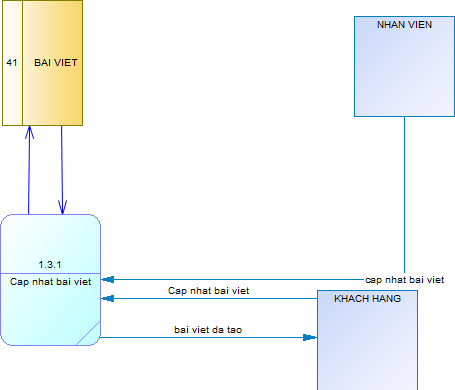 NHAN VIEN
41
BAI VIET
1.3.1
Cap nhat bai viet
cap nhat bai viet
Cap nhat bai viet
KHACH HANG
bai viet da tao